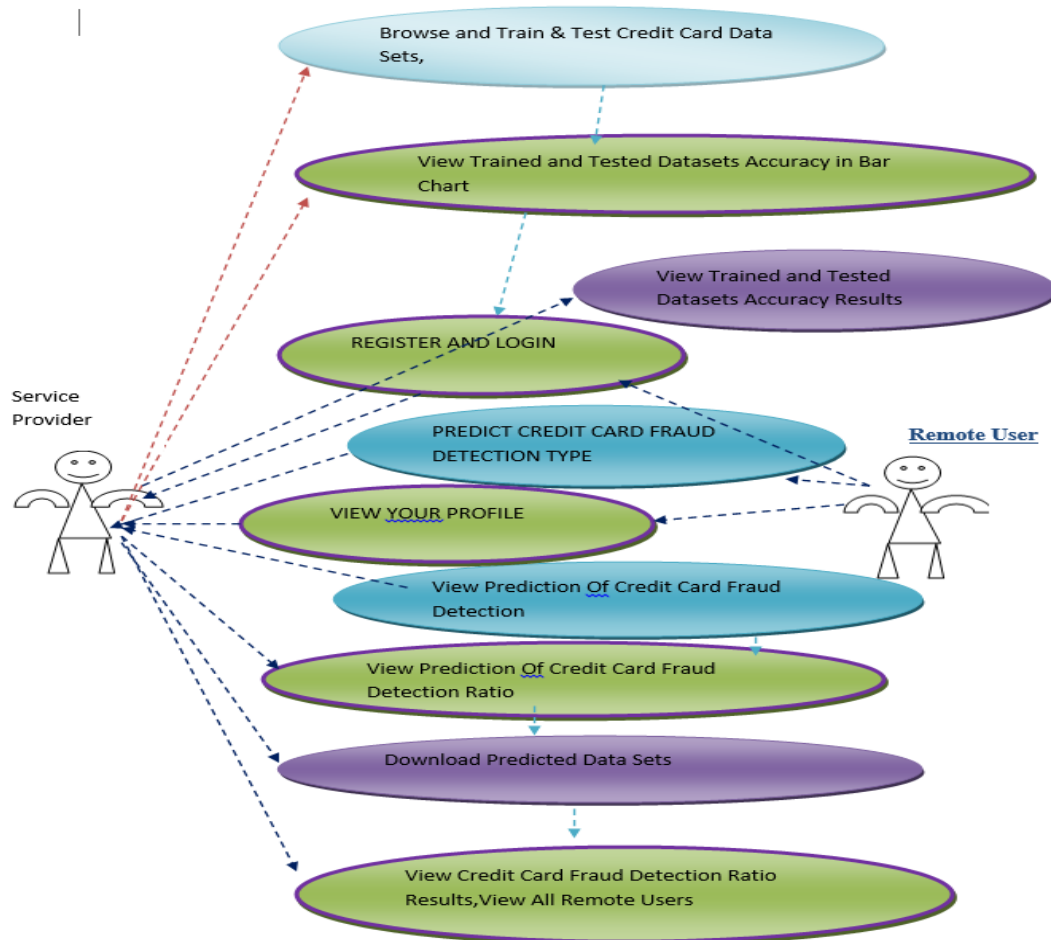 Browse and Train & Test Credit Card Data
Sets,
View Trained and Tested Datasets Accuracy in Bar
Chart
View Trained and Tested
Datasets Accuracy Results
REGISTER AND LOGIN
Service
Provider
PREDICT CREDIT CARD FRAUD
DETECTION TYPE
Remote User
VIEW YOUR PROFILE
View Prediction Of Credit Card Fraud
Detection
View Prediction Of Credit Card Fraud
Detection Ratio
Download Predicted Data Sets
View Credit Card Fraud Detection Ratio
Results,View All Remote Users